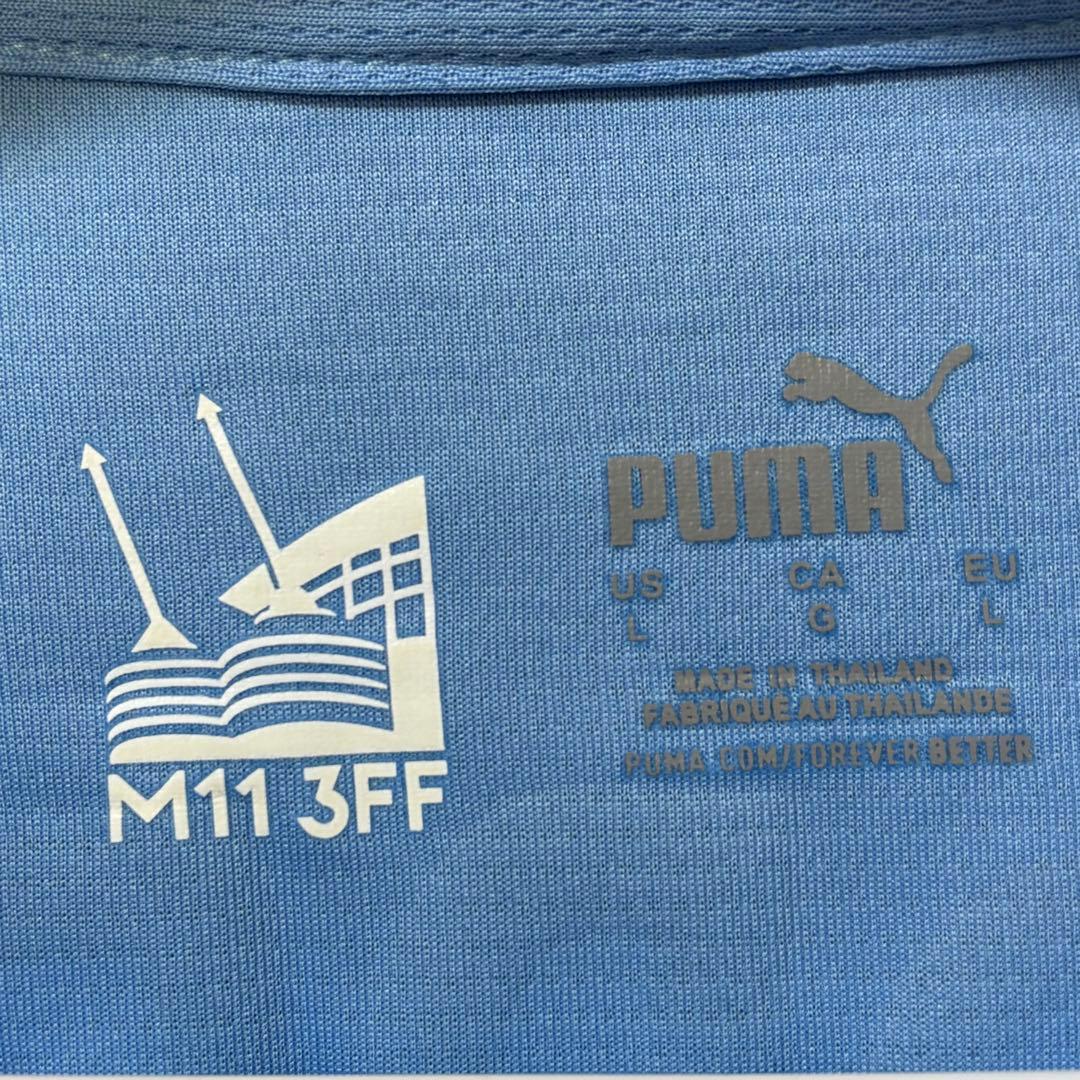 M11 3FF
PUMA
US CA EU
L G L
MADE IN THAILAND
FABRIQUÉ AU THAILANDE
PUMA.COM/FOREVER BETTER